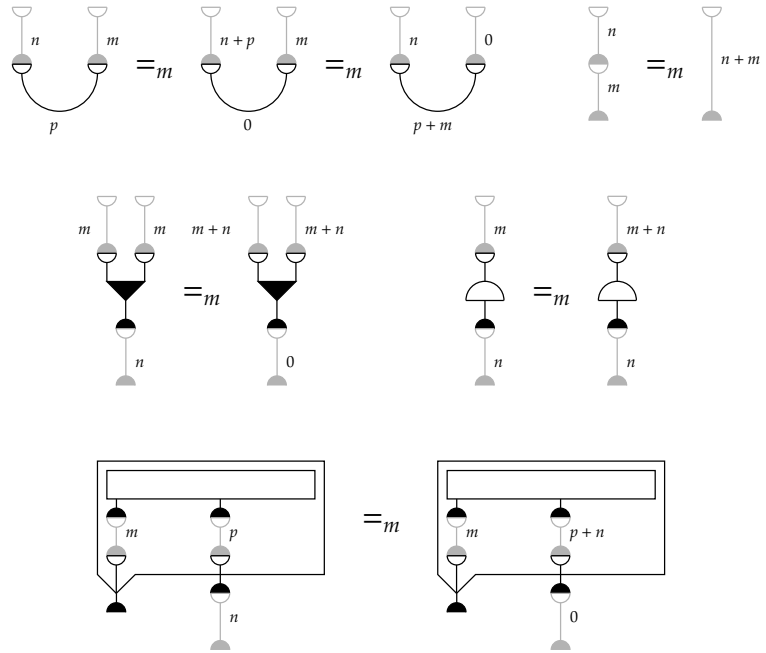 n m =m n + p m =m n 0 n m =m n + m
p 0 p + m
m m =m m + n m + n m =m m + n
n 0 n n
m p =m m p + n
n 0